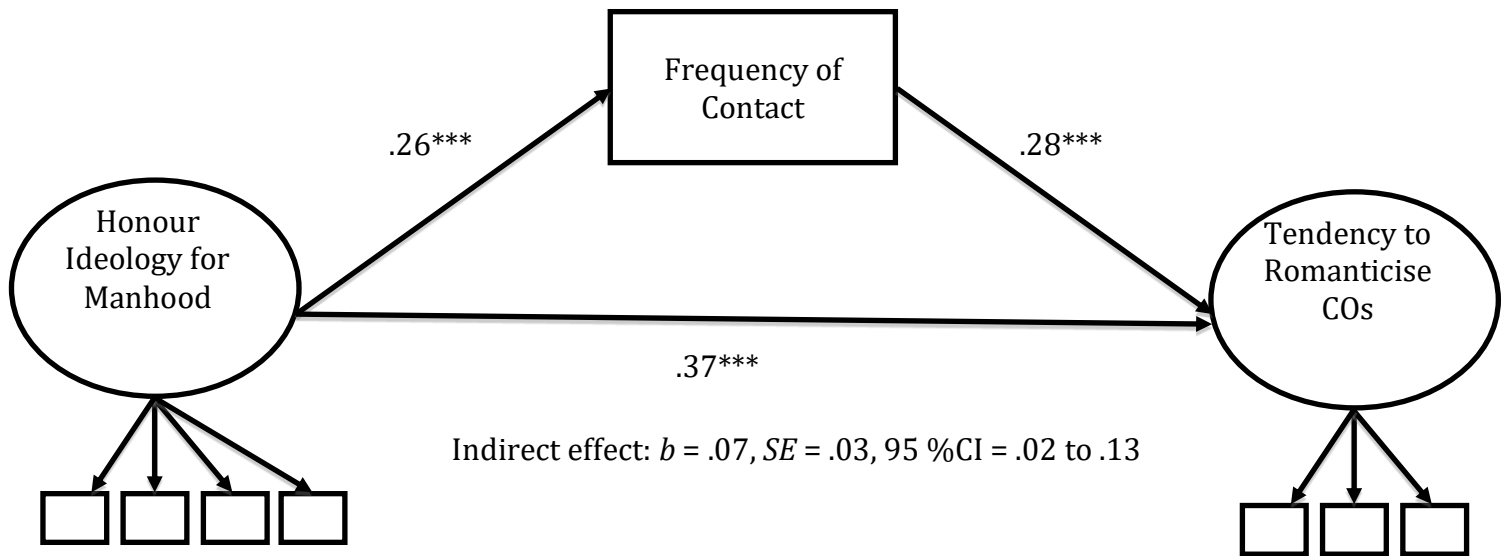 Frequency of
Contact
.26***
.28***
Honour
Ideology for
Manhood
Tendency to
Romanticise
COs
.37***
Indirect effect: b = .07, SE = .03, 95 %CI = .02 to .13